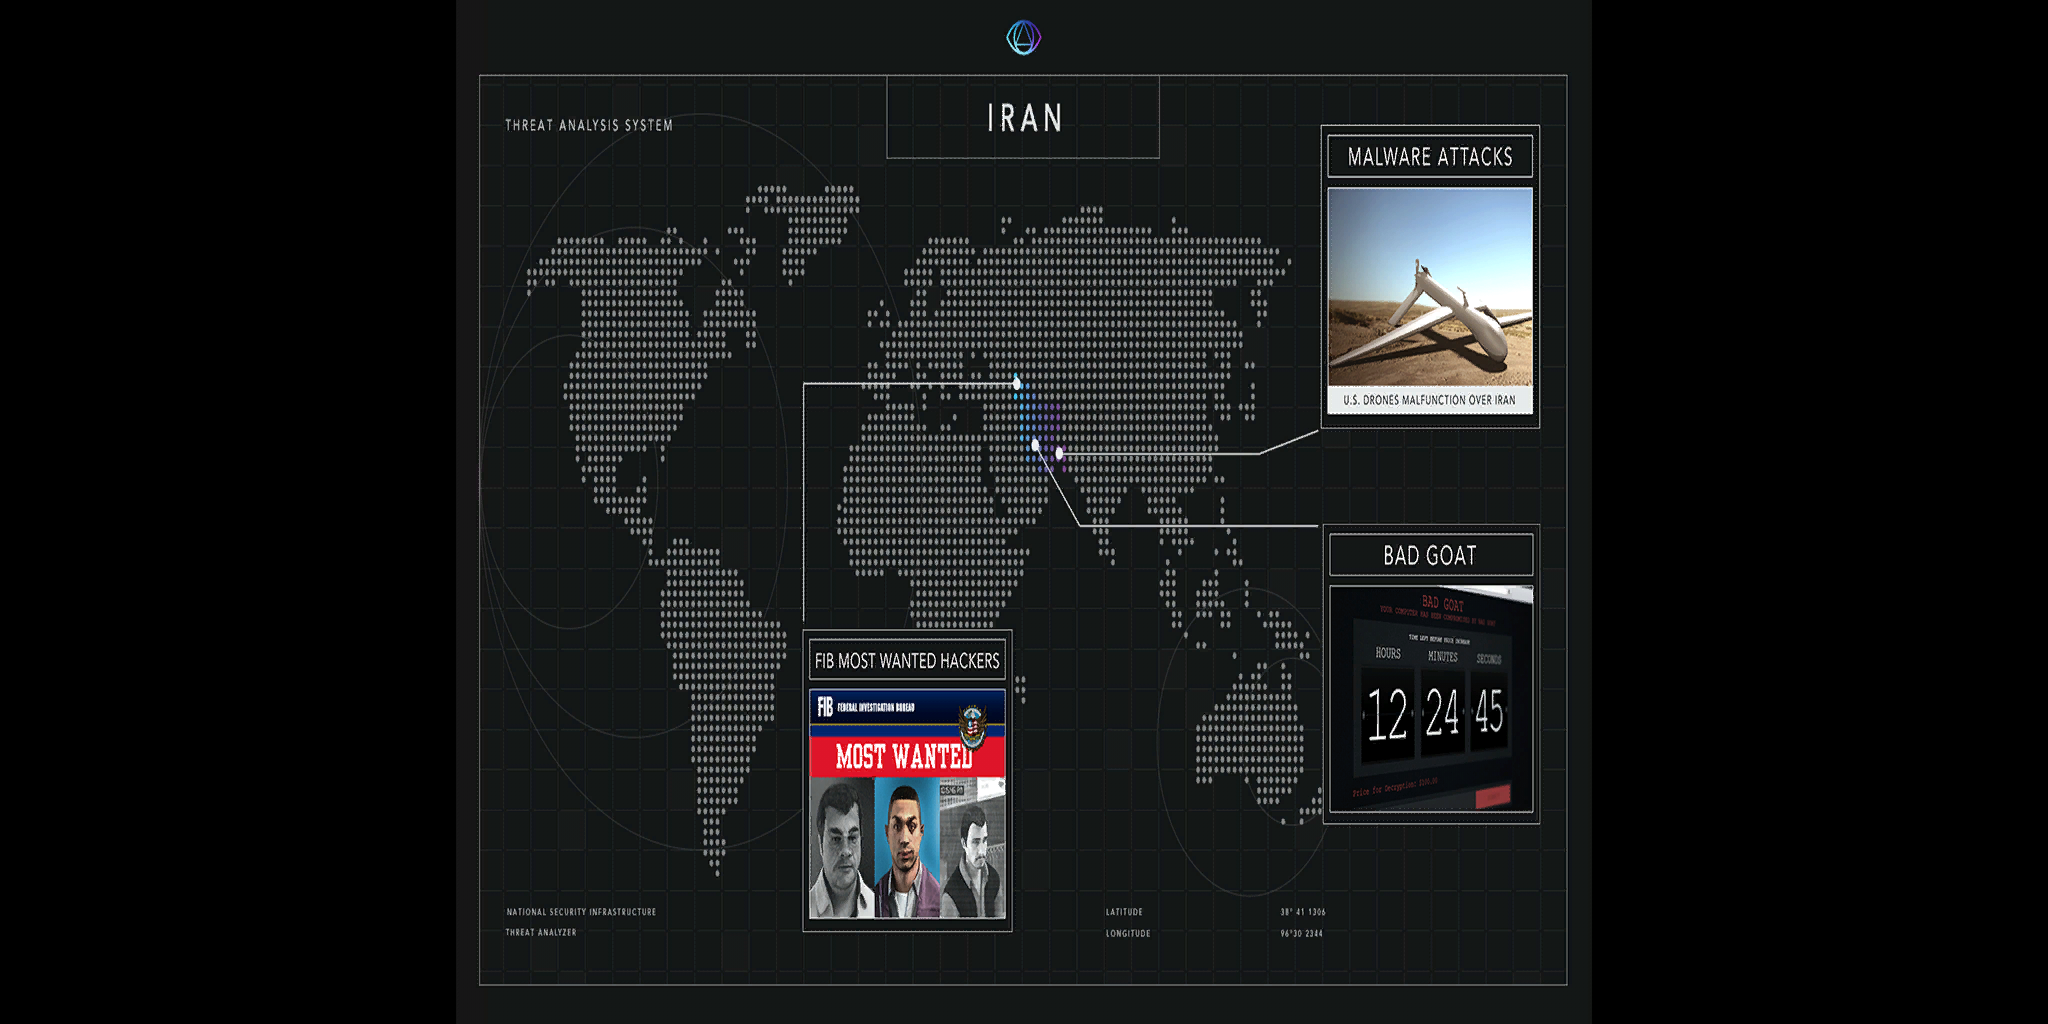 IRAN
THREAT ANALYSIS SYSTEM
MALWARE ATTACKS
U.S. DRONES MALFUNCTION OVER IRAN
BAD GOAT
BAD GOAT
YOUR COMPUTER HAS BEEN COMPROMISED BY BAD GOAT
TIME LEFT BEFORE PRICE INCREASE
HOURS MINUTES SECONDS
12 24 45
Price for Decryption:
FIB MOST WANTED HACKERS
FIB FEDERAL INVESTIGATION BUREAU
MOST WANTED
NATIONAL SECURITY INFRASTRUCTURE
THREAT ANALYZER
LATITUDE 38° 41 1306
LONGITUDE 96°30 2344